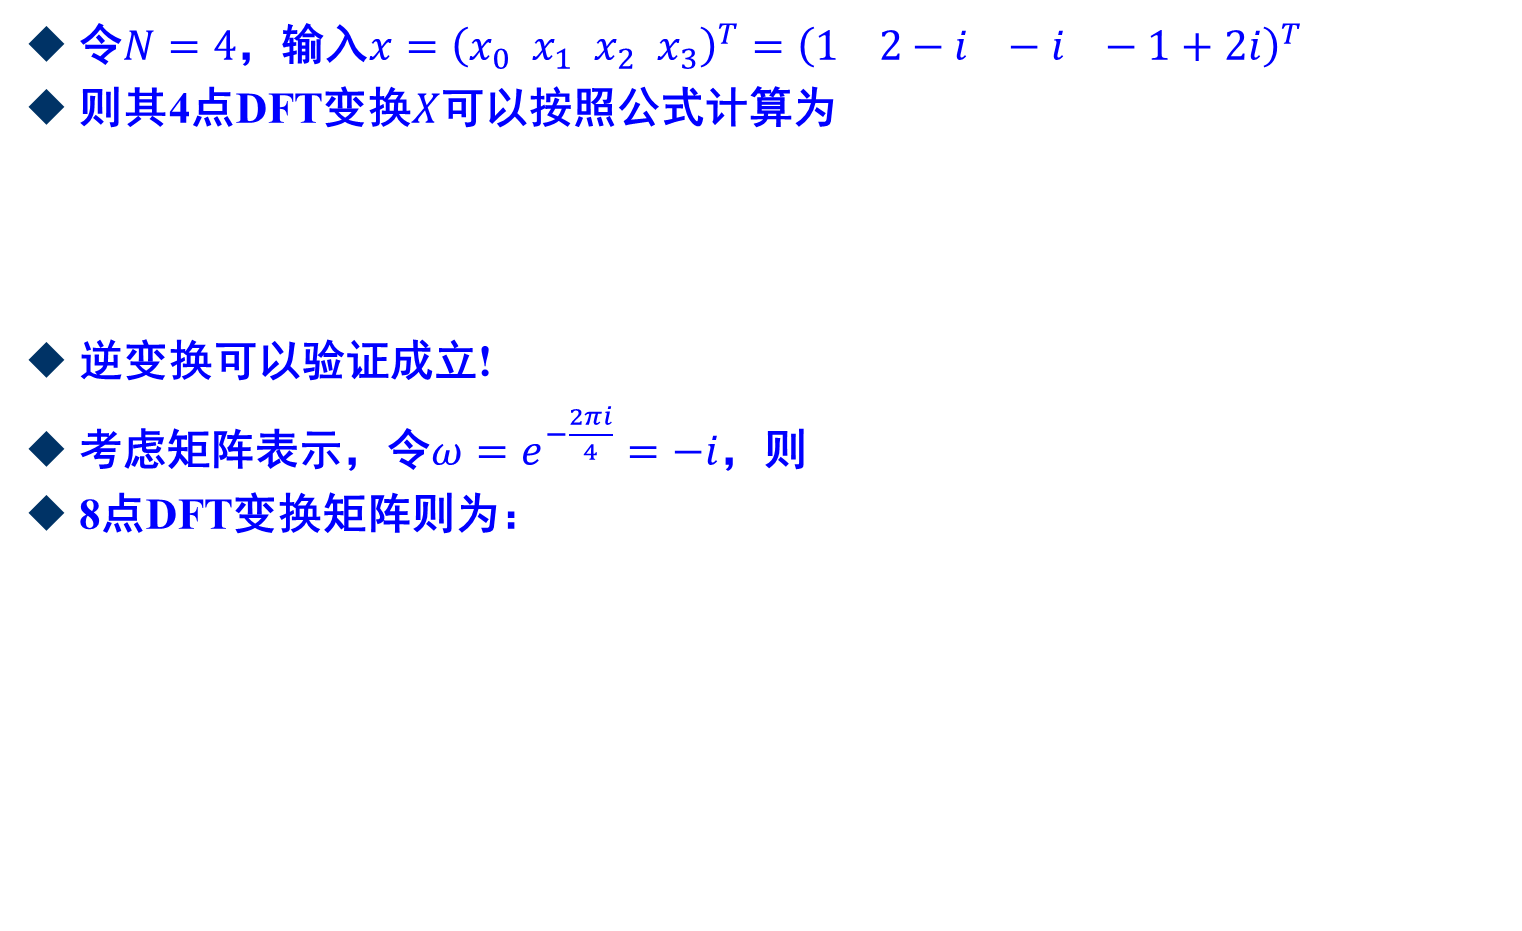 ◆ 令N = 4，输入x = (x₀ x₁ x₂ x₃)ᵀ = (1 2 − i − i − 1 + 2i)ᵀ
◆ 则其4点DFT变换X可以按照公式计算为
◆ 逆变换可以验证成立!
◆ 考虑矩阵表示，令ω = e^(−2πi/4) = −i，则
◆ 8点DFT变换矩阵则为：